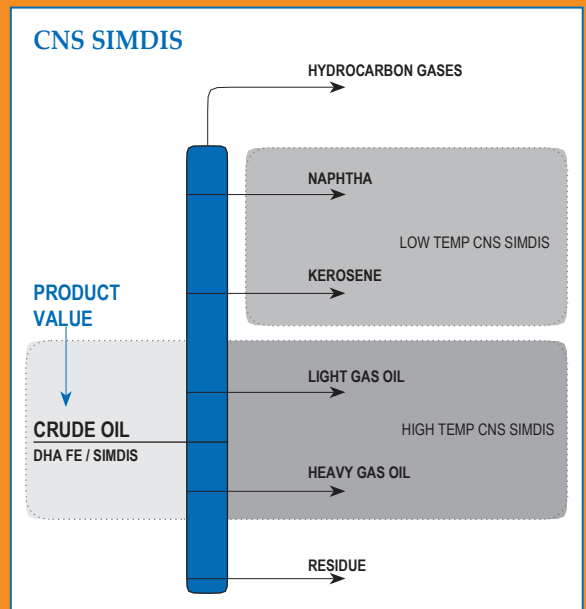 CNS SIMDIS
HYDROCARBON GASES
NAPHTHA
LOW TEMP CNS SIMDIS
KEROSENE
PRODUCT
VALUE
LIGHT GAS OIL
CRUDE OIL
HIGH TEMP CNS SIMDIS
DHA FE / SIMDIS
HEAVY GAS OIL
RESIDUE